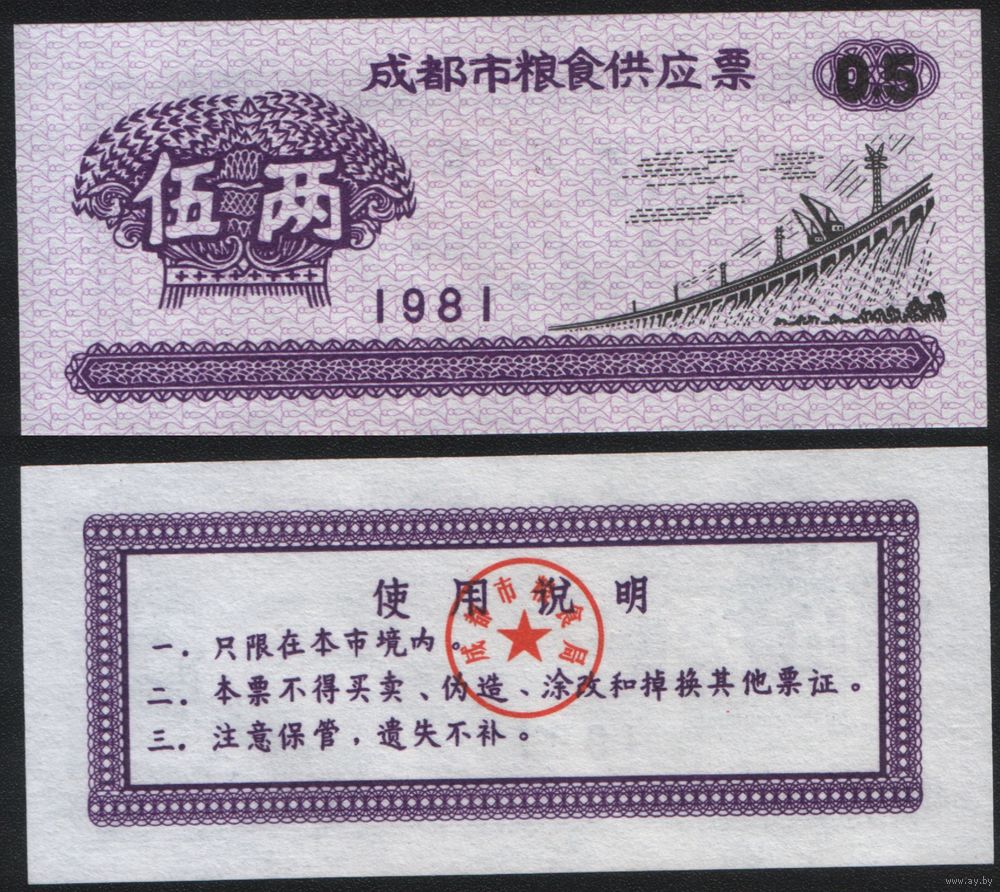 成都市粮食供应票
0.5
伍两
1981
使用说明
成都市粮食局
一.只限在本市境内。
二.本票不得买卖、伪造、涂改和掉换其他票证。
三.注意保管,遗失不补。
www.ay.by